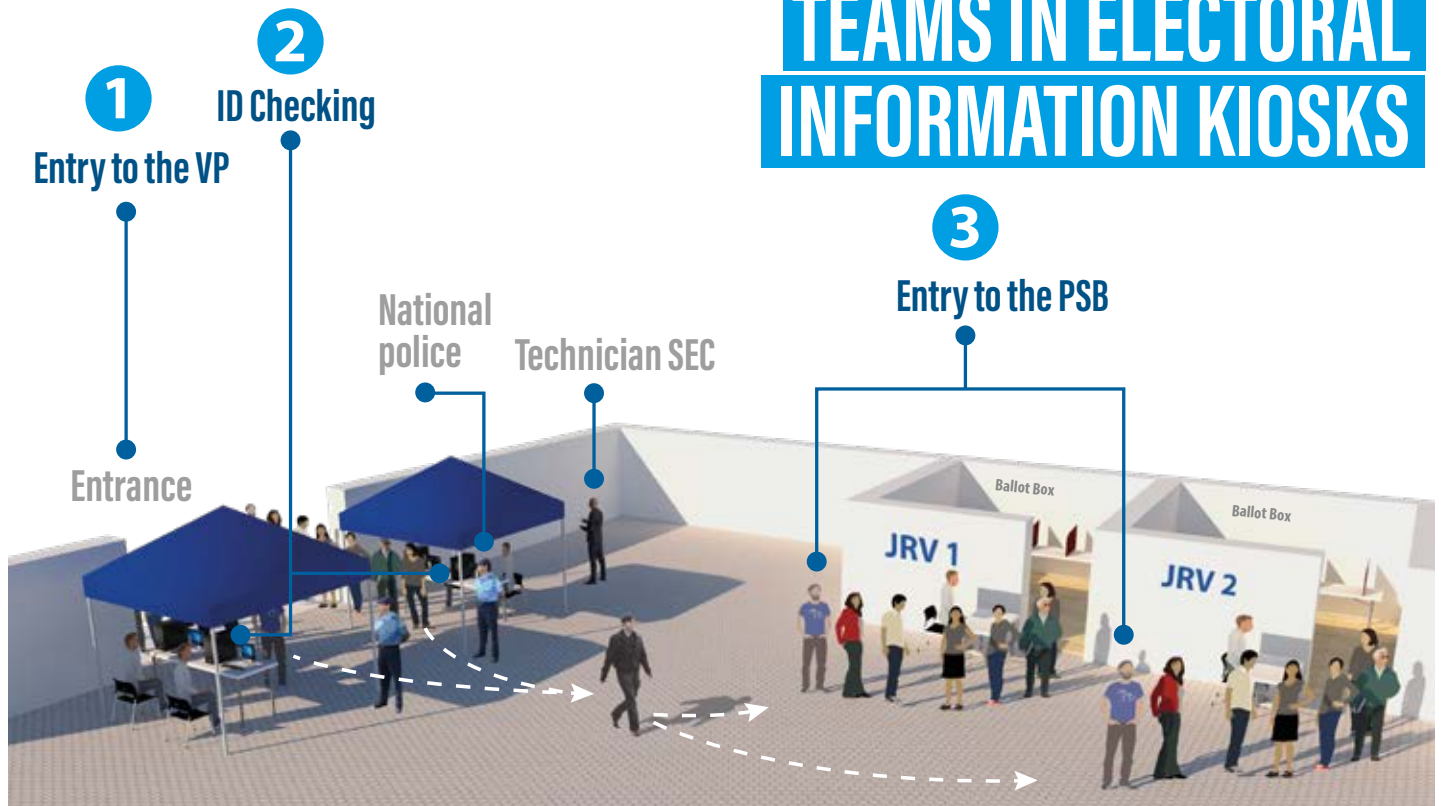 TEAMS IN ELECTORAL
INFORMATION KIOSKS
1
Entry to the VP
2
ID Checking
3
Entry to the PSB
National
police
Technician SEC
Entrance
Ballot Box
Ballot Box
JRV 1
JRV 2